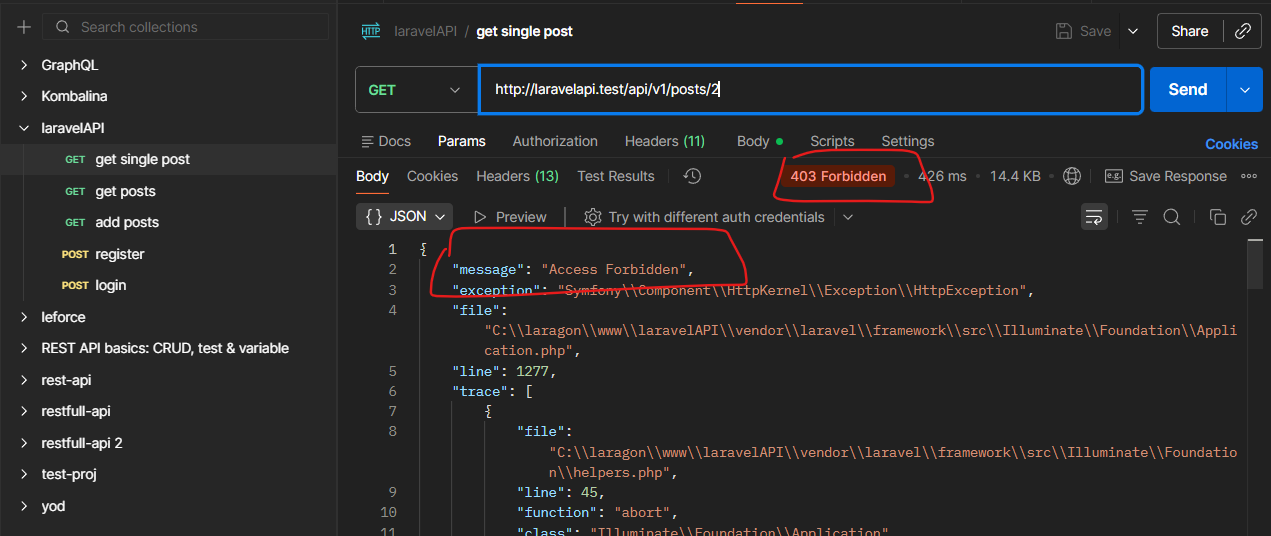 Search collections
GraphQL
Kombalina
laravelAPI
GET get single post
GET get posts
GET add posts
POST register
POST login
leforce
REST API basics: CRUD, test & variable
rest-api
restfull-api
restfull-api 2
test-proj
yod
HTTP laravelAPI / get single post
Save
Share
GET
http://laravelapi.test/api/v1/posts/2
Send
Docs Params Authorization Headers (11) Body Scripts Settings
Cookies
Body Cookies Headers (13) Test Results
403 Forbidden • 426 ms • 14.4 KB
e.g. Save Response
{} JSON Preview Try with different auth credentials
1 {
2 "message": "Access Forbidden",
3 "exception": "Symfony\\Component\\HttpKernel\\Exception\\HttpException",
4 "file":
"C:\\laragon\\www\\laravelAPI\\vendor\\laravel\\framework\\src\\Illuminate\\Foundation\\Appli
cation.php",
5 "line": 1277,
6 "trace": [
7 {
8 "file":
"C:\\laragon\\www\\laravelAPI\\vendor\\laravel\\framework\\src\\Illuminate\\Foundatio
n\\helpers.php",
9 "line": 45,
10 "function": "abort",
11 "class": "Illuminate\\Foundation\\Application"